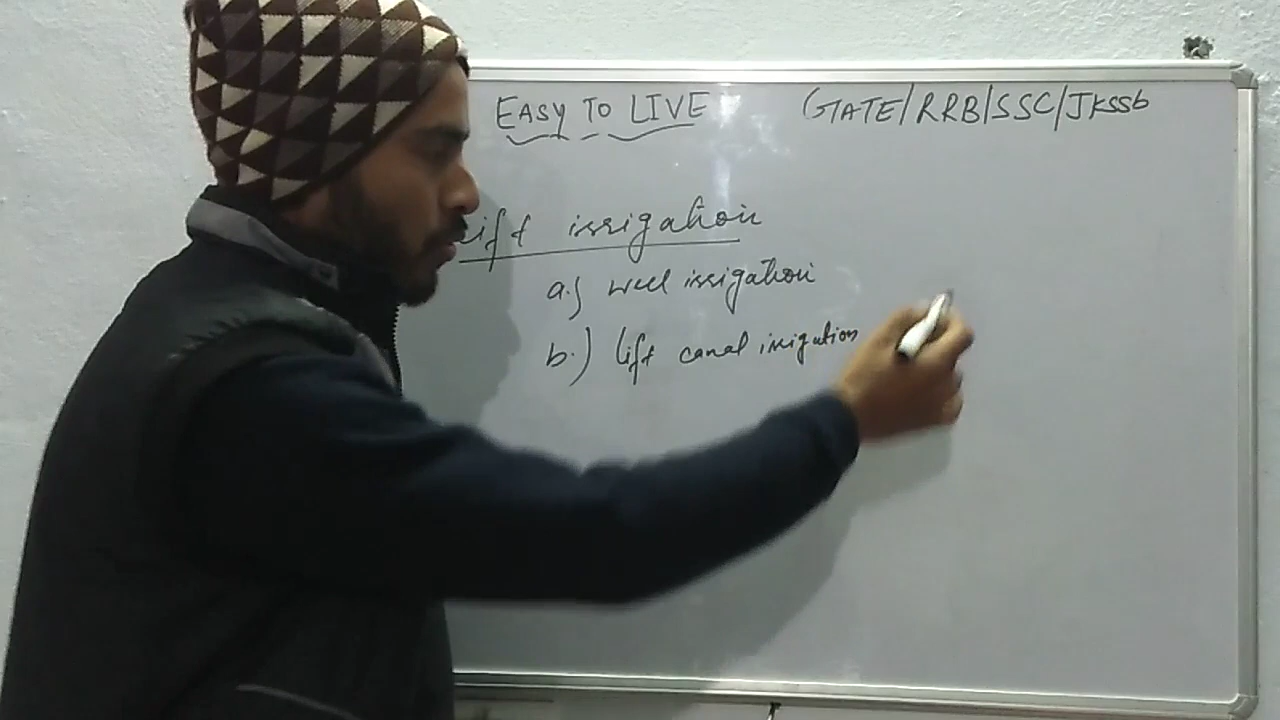 EASY TO LIVE GATE/RRB/SSC/JKssb
Lift irrigation
a.) well irrigation
b.) lift canal irrigation